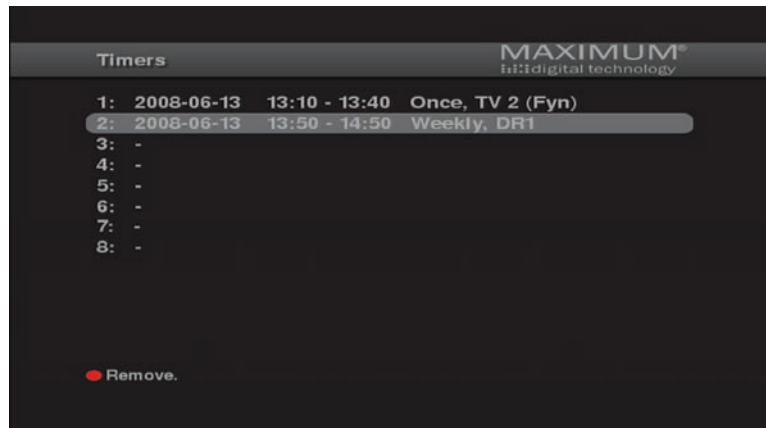 Timers
MAXIMUM®
digital technology
1: 2008-06-13 13:10 - 13:40 Once, TV 2 (Fyn)
2: 2008-06-13 13:50 - 14:50 Weekly, DR1
3: -
4: -
5: -
6: -
7: -
8: -
Remove.